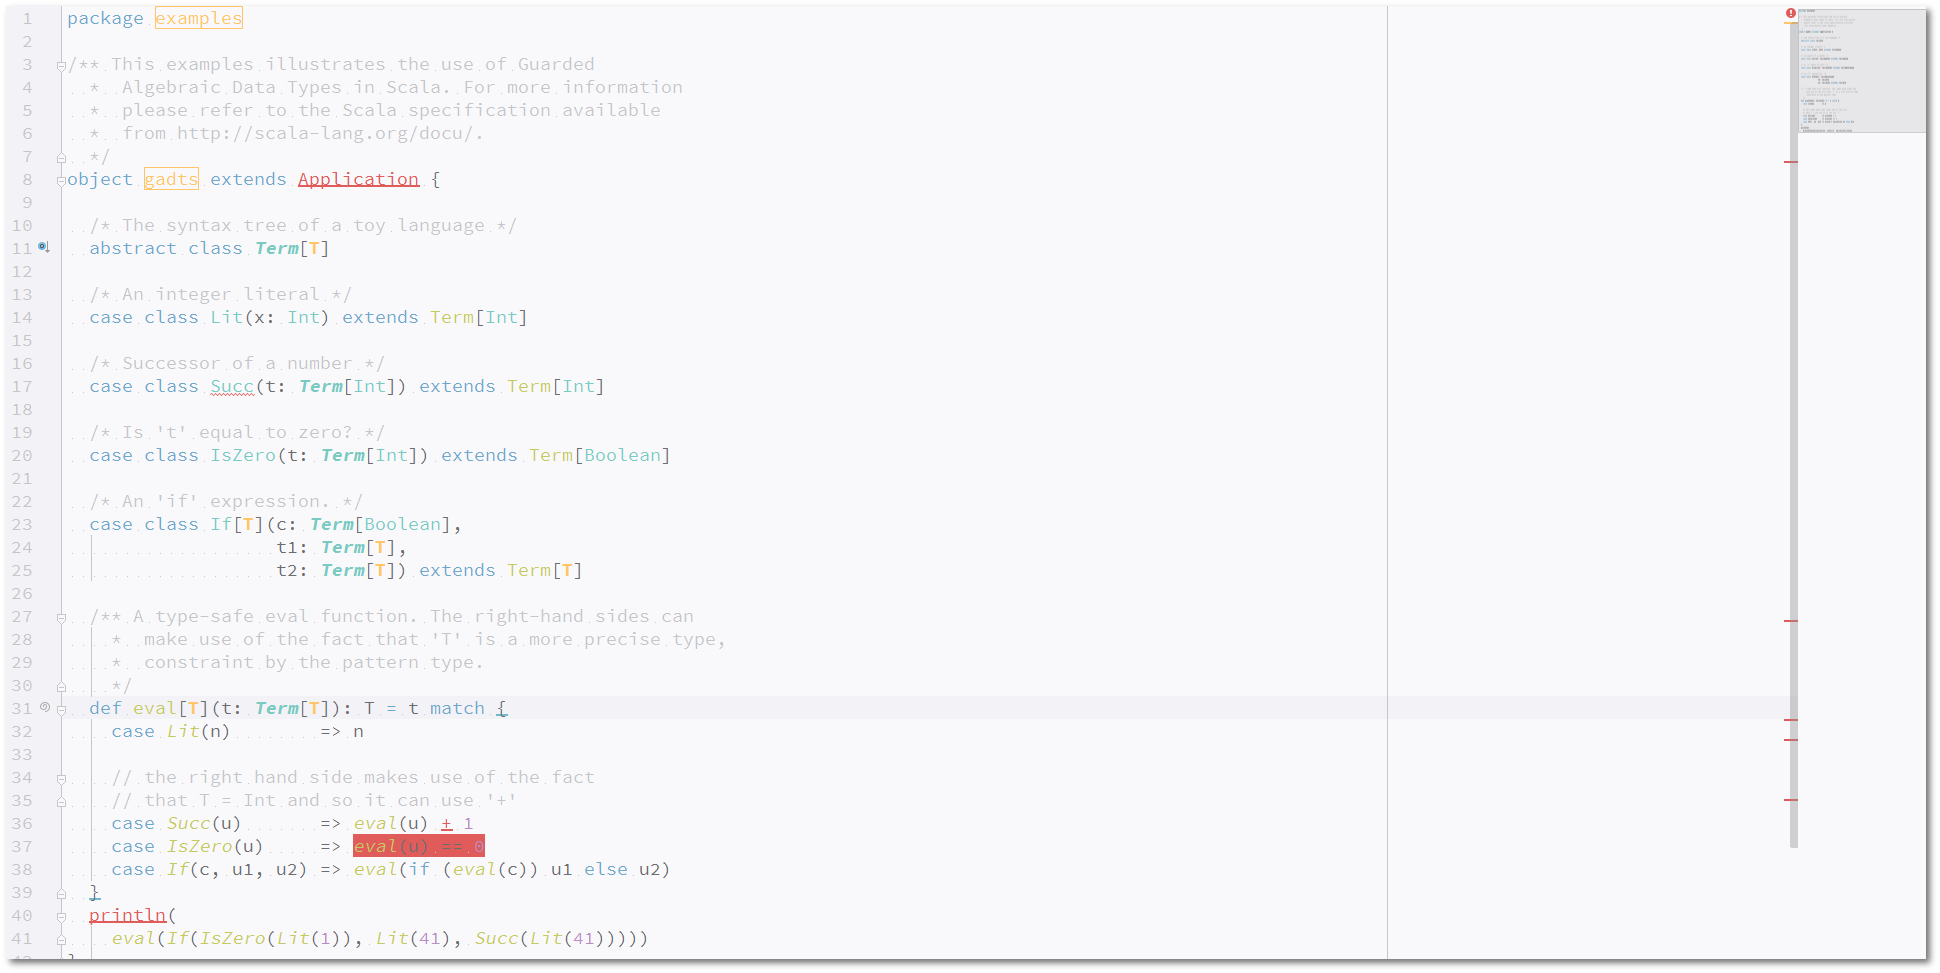 1 package examples
2
3 /** This examples illustrates the use of Guarded
4   *  Algebraic Data Types in Scala. For more information
5   *  please refer to the Scala specification available
6   *  from http://scala-lang.org/docu/.
7   */
8 object gadts extends Application {
9
10   /* The syntax tree of a toy language */
11   abstract class Term[T]
12
13   /* An integer literal */
14   case class Lit(x: Int) extends Term[Int]
15
16   /* Successor of a number */
17   case class Succ(t: Term[Int]) extends Term[Int]
18
19   /* Is 't' equal to zero? */
20   case class IsZero(t: Term[Int]) extends Term[Boolean]
21
22   /* An 'if' expression. */
23   case class If[T](c: Term[Boolean],
24                    t1: Term[T],
25                    t2: Term[T]) extends Term[T]
26
27   /** A type-safe eval function. The right-hand sides can
28     *  make use of the fact that 'T' is a more precise type,
29     *  constraint by the pattern type.
30     */
31   def eval[T](t: Term[T]): T = t match {
32     case Lit(n)        => n
33
34     // the right hand side makes use of the fact
35     // that T = Int and so it can use '+'
36     case Succ(u)       => eval(u) + 1
37     case IsZero(u)     => eval(u) == 0
38     case If(c, u1, u2) => eval(if (eval(c)) u1 else u2)
39   }
40   println(
41     eval(If(IsZero(Lit(1)), Lit(41), Succ(Lit(41)))))